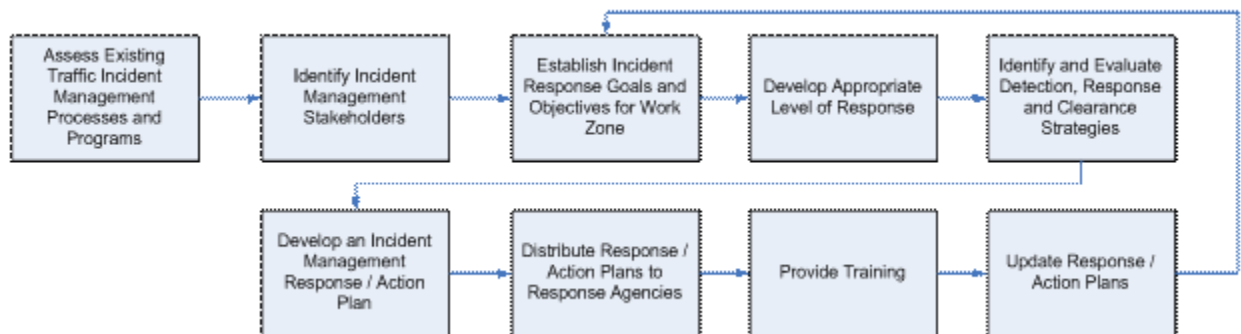 Assess Existing
Traffic Incident
Management
Processes and
Programs
Identify Incident
Management
Stakeholders
Establish Incident
Response Goals and
Objectives for Work
Zone
Develop Appropriate
Level of Response
Identify and Evaluate
Detection, Response
and Clearance
Strategies
Develop an Incident
Management
Response / Action
Plan
Distribute Response /
Action Plans to
Response Agencies
Provide Training
Update Response /
Action Plans